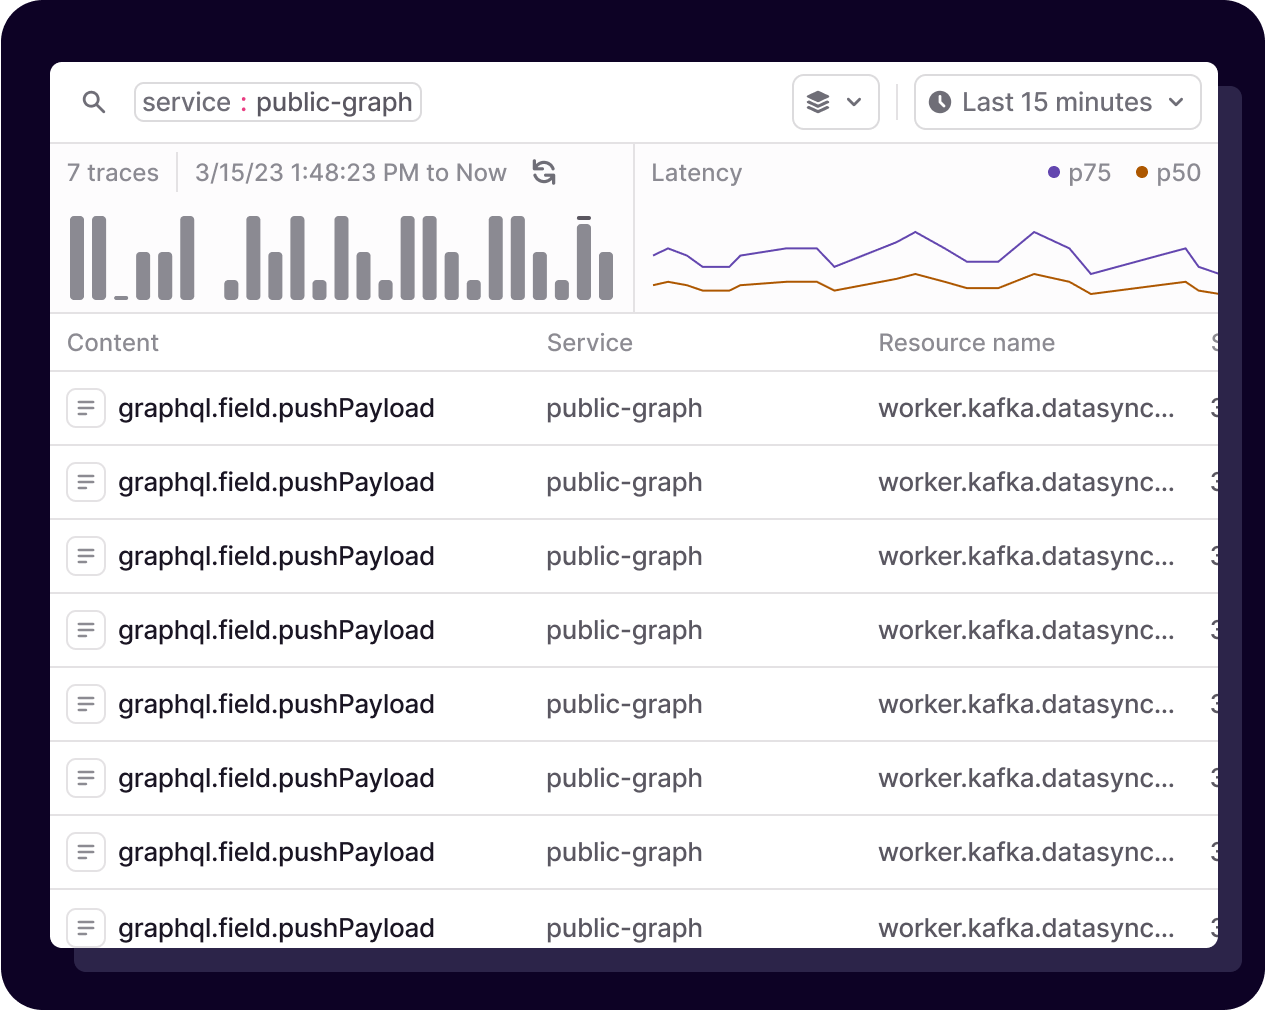 service : public-graph
Last 15 minutes
7 traces
3/15/23 1:48:23 PM to Now
Latency
p75
p50
Content Service Resource name
graphql.field.pushPayload public-graph worker.kafka.datasync...
graphql.field.pushPayload public-graph worker.kafka.datasync...
graphql.field.pushPayload public-graph worker.kafka.datasync...
graphql.field.pushPayload public-graph worker.kafka.datasync...
graphql.field.pushPayload public-graph worker.kafka.datasync...
graphql.field.pushPayload public-graph worker.kafka.datasync...
graphql.field.pushPayload public-graph worker.kafka.datasync...
graphql.field.pushPayload public-graph worker.kafka.datasync...